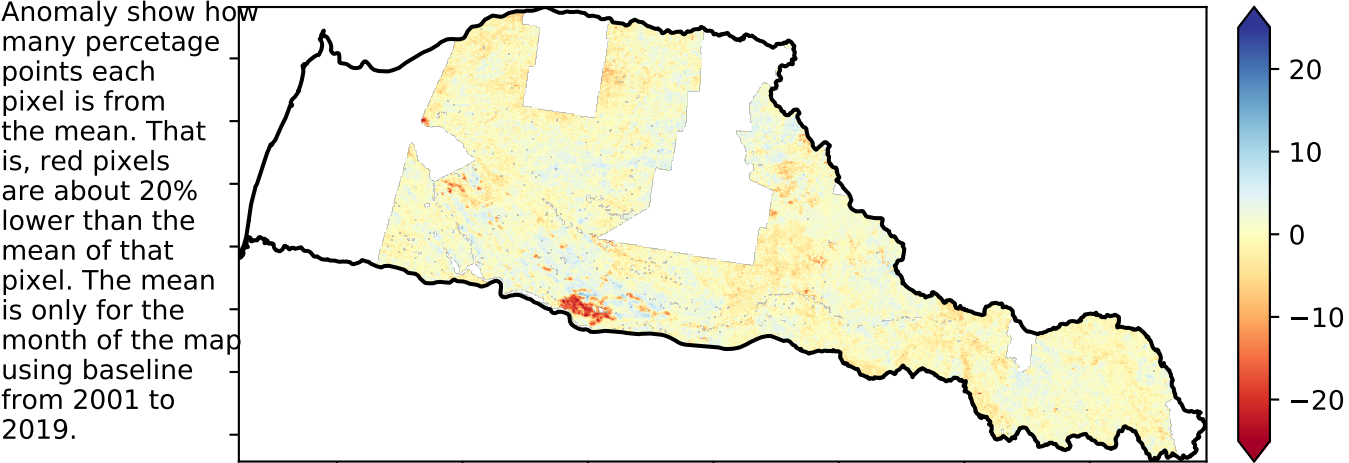 Anomaly show how
many percetage
points each
pixel is from
the mean. That
is, red pixels
are about 20%
lower than the
mean of that
pixel. The mean
is only for the
month of the map
using baseline
from 2001 to
2019.
20
10
0
−10
−20